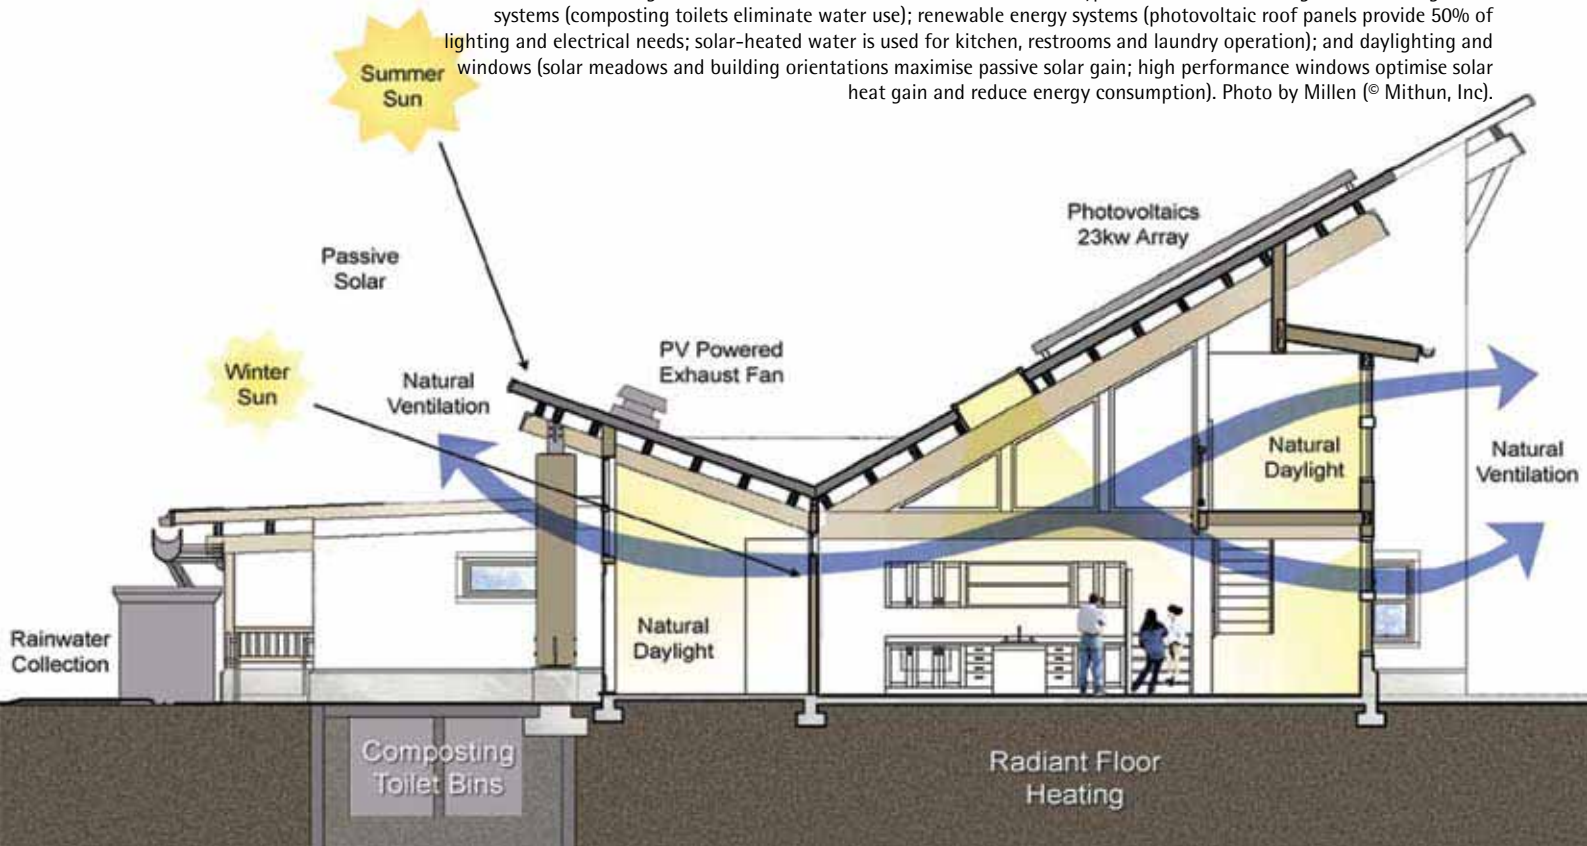 systems (composting toilets eliminate water use); renewable energy systems (photovoltaic roof panels provide 50% of
lighting and electrical needs; solar-heated water is used for kitchen, restrooms and laundry operation); and daylighting and
windows (solar meadows and building orientations maximise passive solar gain; high performance windows optimise solar
heat gain and reduce energy consumption). Photo by Millen (© Mithun, Inc).
Summer
Sun
Photovoltaics
23kw Array
Passive
Solar
PV Powered
Exhaust Fan
Winter
Sun
Natural
Ventilation
Natural
Daylight
Natural
Ventilation
Rainwater
Collection
Natural
Daylight
Composting
Toilet Bins
Radiant Floor
Heating